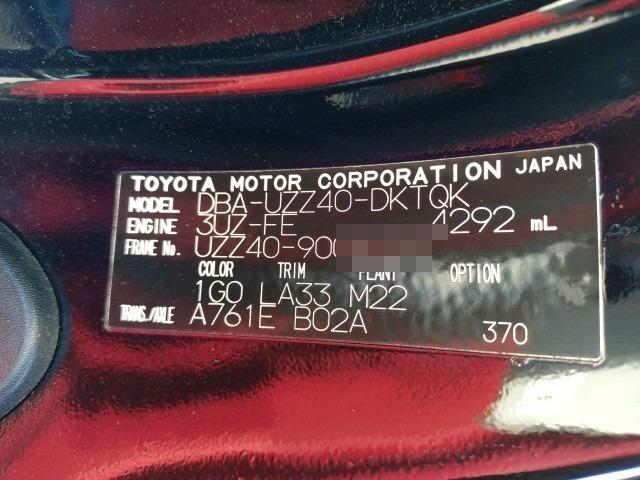 TOYOTA MOTOR CORPORATION JAPAN
MODEL DBA-UZZ40-DKTQK
ENGINE 3UZ-FE 4292 mL
FRAME No. UZZ40-900
COLOR TRIM PLANT OPTION
1G0 LA33 M22
TRANS./AXLE A761E B02A 370